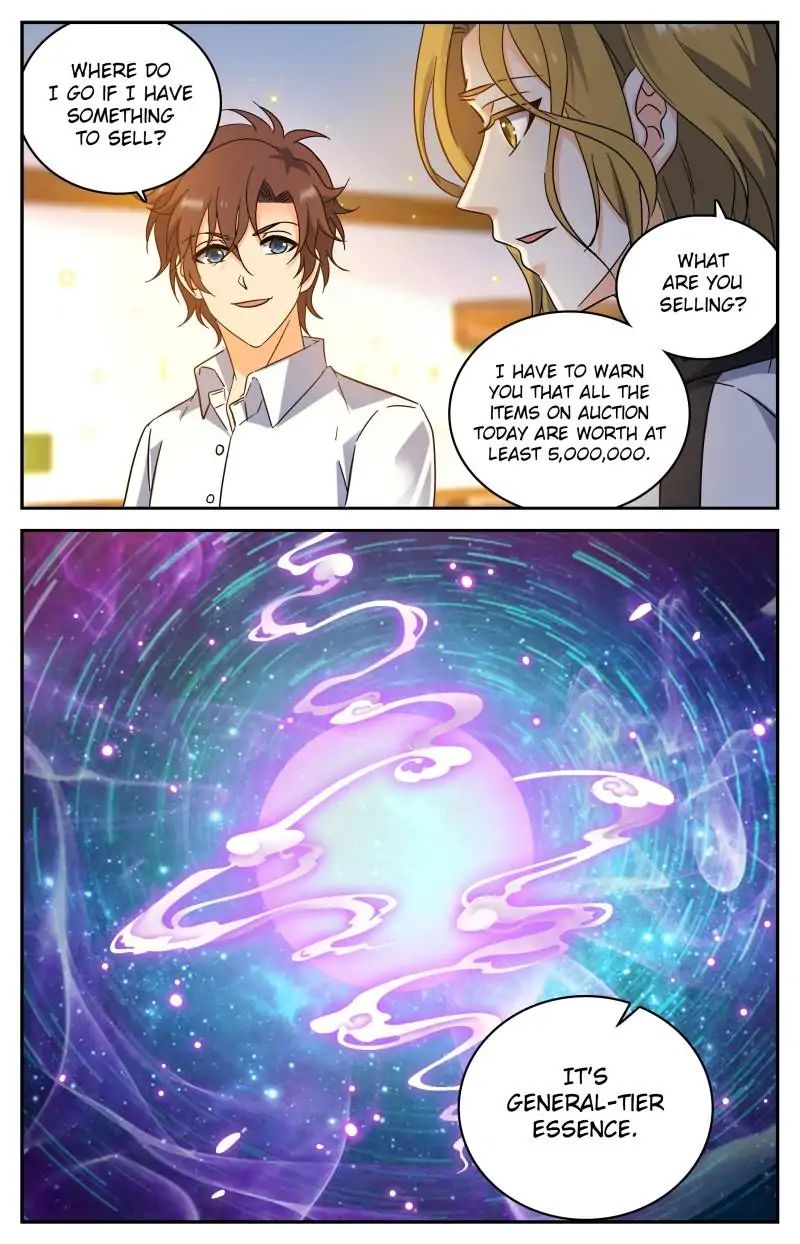 WHERE DO
I GO IF I HAVE
SOMETHING
TO SELL?
WHAT
ARE YOU
SELLING?
I HAVE TO WARN
YOU THAT ALL THE
ITEMS ON AUCTION
TODAY ARE WORTH AT
LEAST 5,000,000.
IT'S
GENERAL-TIER
ESSENCE.